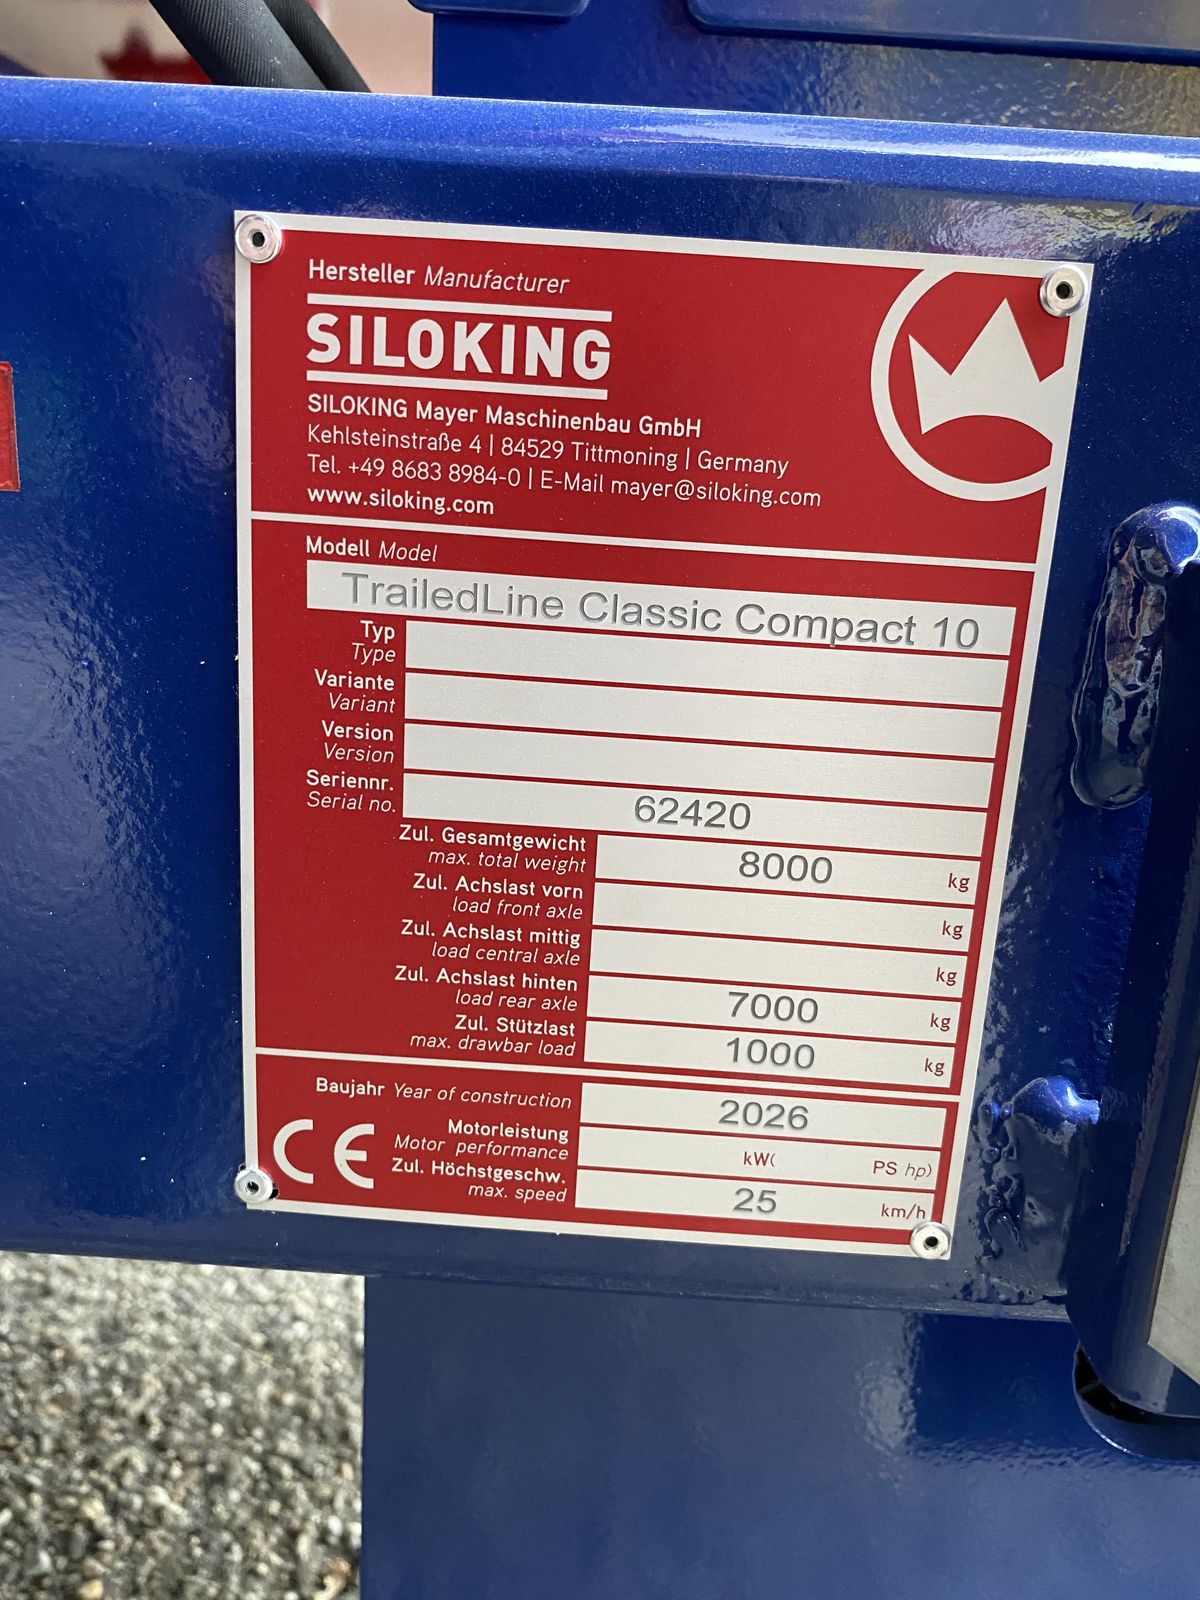 Hersteller Manufacturer
SILOKING
SILOKING Mayer Maschinenbau GmbH
Kehlsteinstraße 4 | 84529 Tittmoning | Germany
Tel. +49 8683 8984-0 | E-Mail mayer@siloking.com
www.siloking.com
Modell Model
TrailedLine Classic Compact 10
Typ
Type
Variante
Variant
Version
Version
Seriennr.
Serial no.
62420
Zul. Gesamtgewicht
max. total weight
8000 kg
Zul. Achslast vorn
load front axle
kg
Zul. Achslast mittig
load central axle
kg
Zul. Achslast hinten
load rear axle
7000 kg
Zul. Stützlast
max. drawbar load
1000 kg
Baujahr Year of construction
2026
Motorleistung
Motor performance
kW( PS hp)
Zul. Höchstgeschw.
max. speed
25 km/h
CE